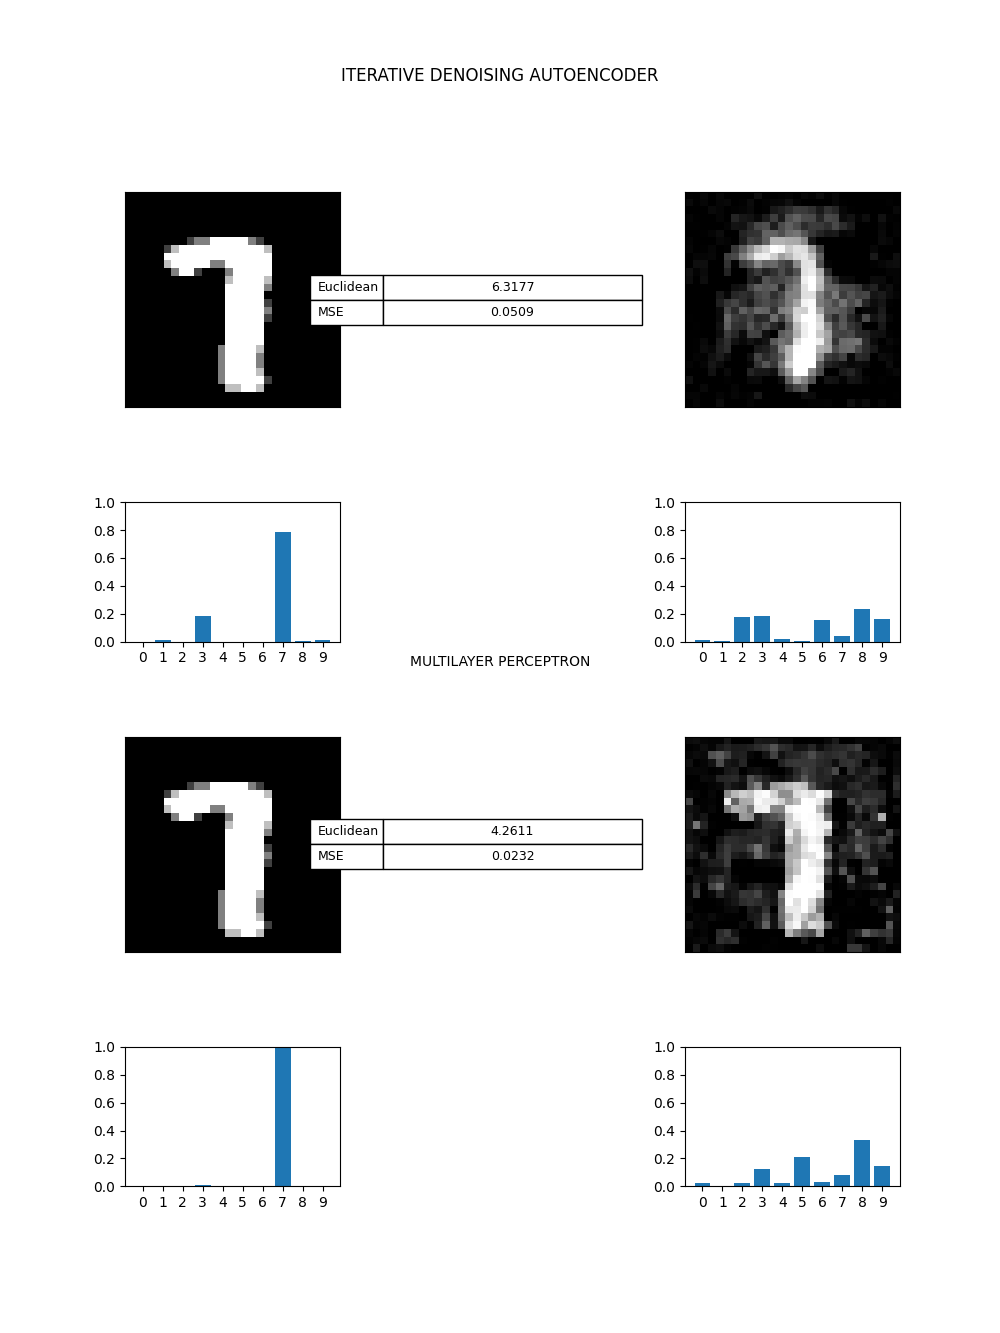 ITERATIVE DENOISING AUTOENCODER
Euclidean 6.3177
MSE 0.0509
1.0 1.0
0.8 0.8
0.6 0.6
0.4 0.4
0.2 0.2
0.0 0.0
0 1 2 3 4 5 6 7 8 9 0 1 2 3 4 5 6 7 8 9
MULTILAYER PERCEPTRON
Euclidean 4.2611
MSE 0.0232
1.0 1.0
0.8 0.8
0.6 0.6
0.4 0.4
0.2 0.2
0.0 0.0
0 1 2 3 4 5 6 7 8 9 0 1 2 3 4 5 6 7 8 9